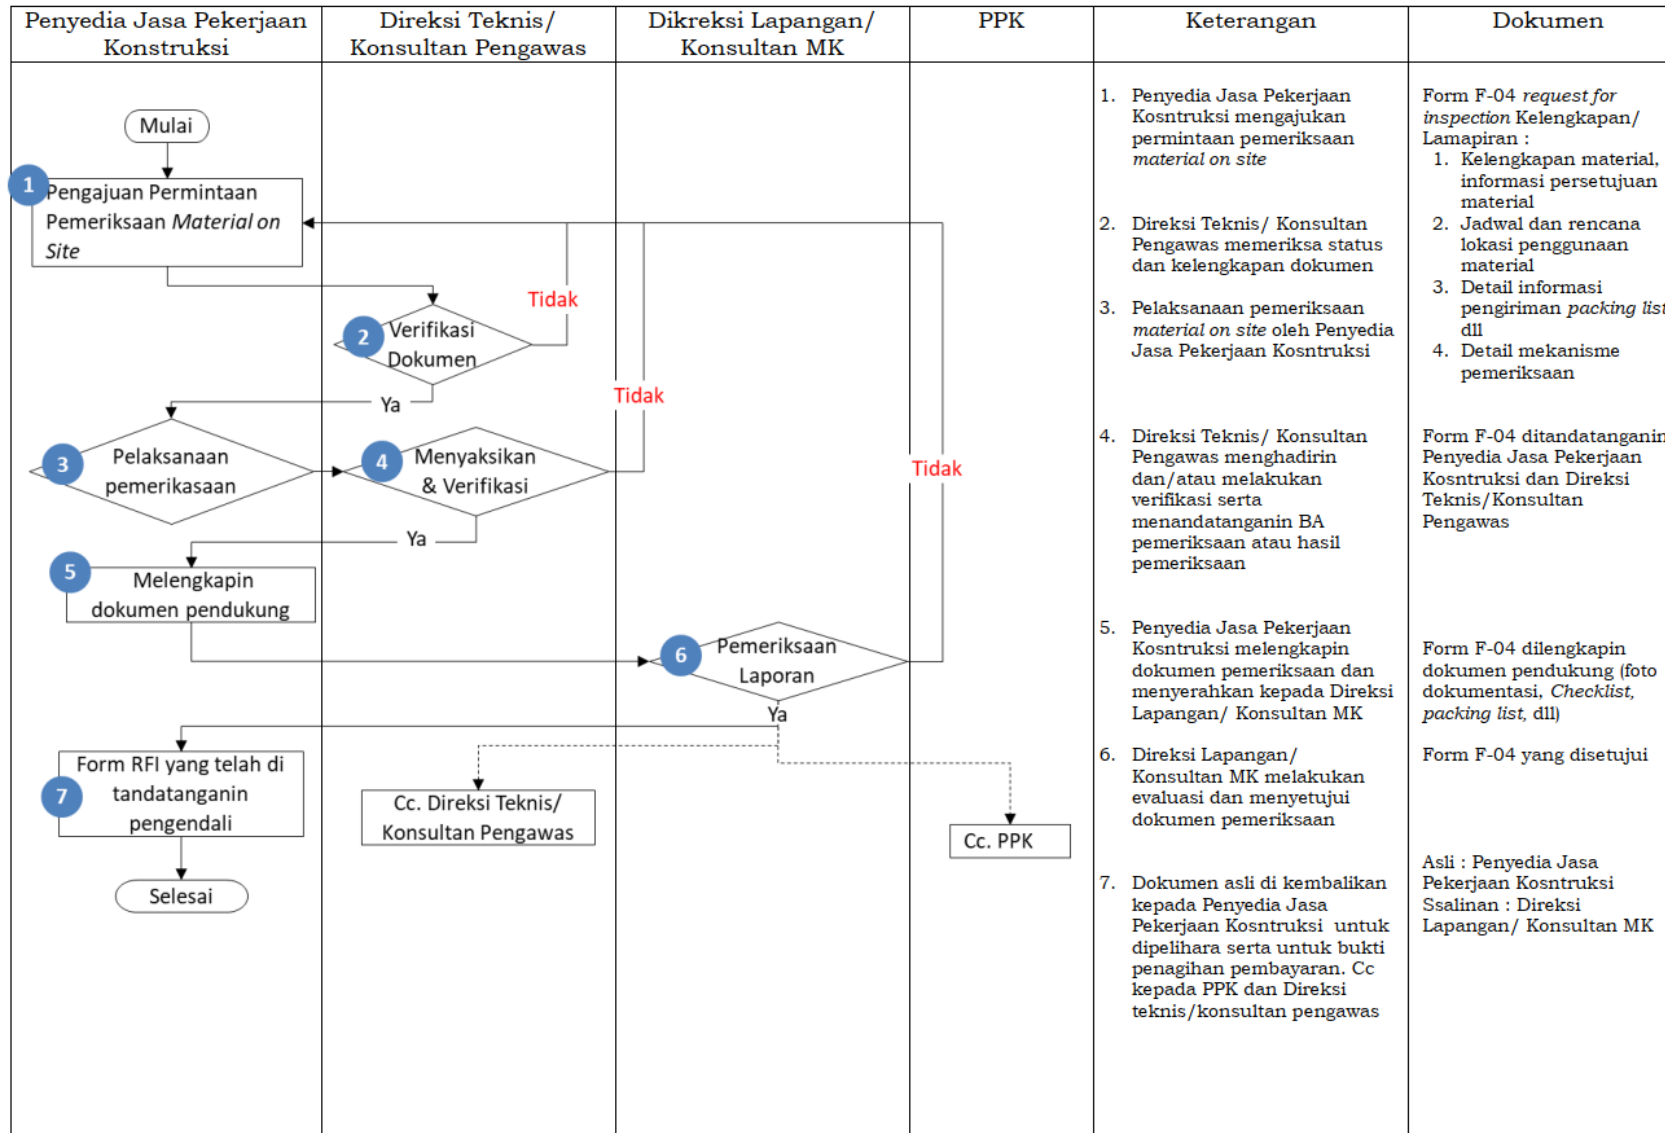 Penyedia Jasa Pekerjaan
Konstruksi
Direksi Teknis/
Konsultan Pengawas
Dikreksi Lapangan/
Konsultan MK
PPK
Keterangan
Dokumen
Mulai
1
Pengajuan Permintaan
Pemeriksaan Material on
Site
Tidak
2
Verifikasi
Dokumen
Ya
Tidak
3
Pelaksanaan
pemerikasaan
4
Menyaksikan
& Verifikasi
Tidak
Ya
5
Melengkapin
dokumen pendukung
6
Pemeriksaan
Laporan
Ya
7
Form RFI yang telah di
tandatanganin
pengendali
Cc. Direksi Teknis/
Konsultan Pengawas
Cc. PPK
Selesai
1. Penyedia Jasa Pekerjaan
Kosntruksi mengajukan
permintaan pemeriksaan
material on site
2. Direksi Teknis/ Konsultan
Pengawas memeriksa status
dan kelengkapan dokumen
3. Pelaksanaan pemeriksaan
material on site oleh Penyedia
Jasa Pekerjaan Kosntruksi
4. Direksi Teknis/ Konsultan
Pengawas menghadirin
dan/atau melakukan
verifikasi serta
menandatanganin BA
pemeriksaan atau hasil
pemeriksaan
5. Penyedia Jasa Pekerjaan
Kosntruksi melengkapin
dokumen pemeriksaan dan
menyerahkan kepada Direksi
Lapangan/ Konsultan MK
6. Direksi Lapangan/
Konsultan MK melakukan
evaluasi dan menyetujui
dokumen pemeriksaan
7. Dokumen asli di kembalikan
kepada Penyedia Jasa
Pekerjaan Kosntruksi untuk
dipelihara serta untuk bukti
penagihan pembayaran. Cc
kepada PPK dan Direksi
teknis/konsultan pengawas
Form F-04 request for
inspection Kelengkapan/
Lamapiran :
1. Kelengkapan material,
informasi persetujuan
material
2. Jadwal dan rencana
lokasi penggunaan
material
3. Detail informasi
pengiriman packing list
dll
4. Detail mekanisme
pemeriksaan
Form F-04 ditandatanganin
Penyedia Jasa Pekerjaan
Kosntruksi dan Direksi
Teknis/Konsultan
Pengawas
Form F-04 dilengkapin
dokumen pendukung (foto
dokumentasi, Checklist,
packing list, dll)
Form F-04 yang disetujui
Asli : Penyedia Jasa
Pekerjaan Kosntruksi
Ssalinan : Direksi
Lapangan/ Konsultan MK